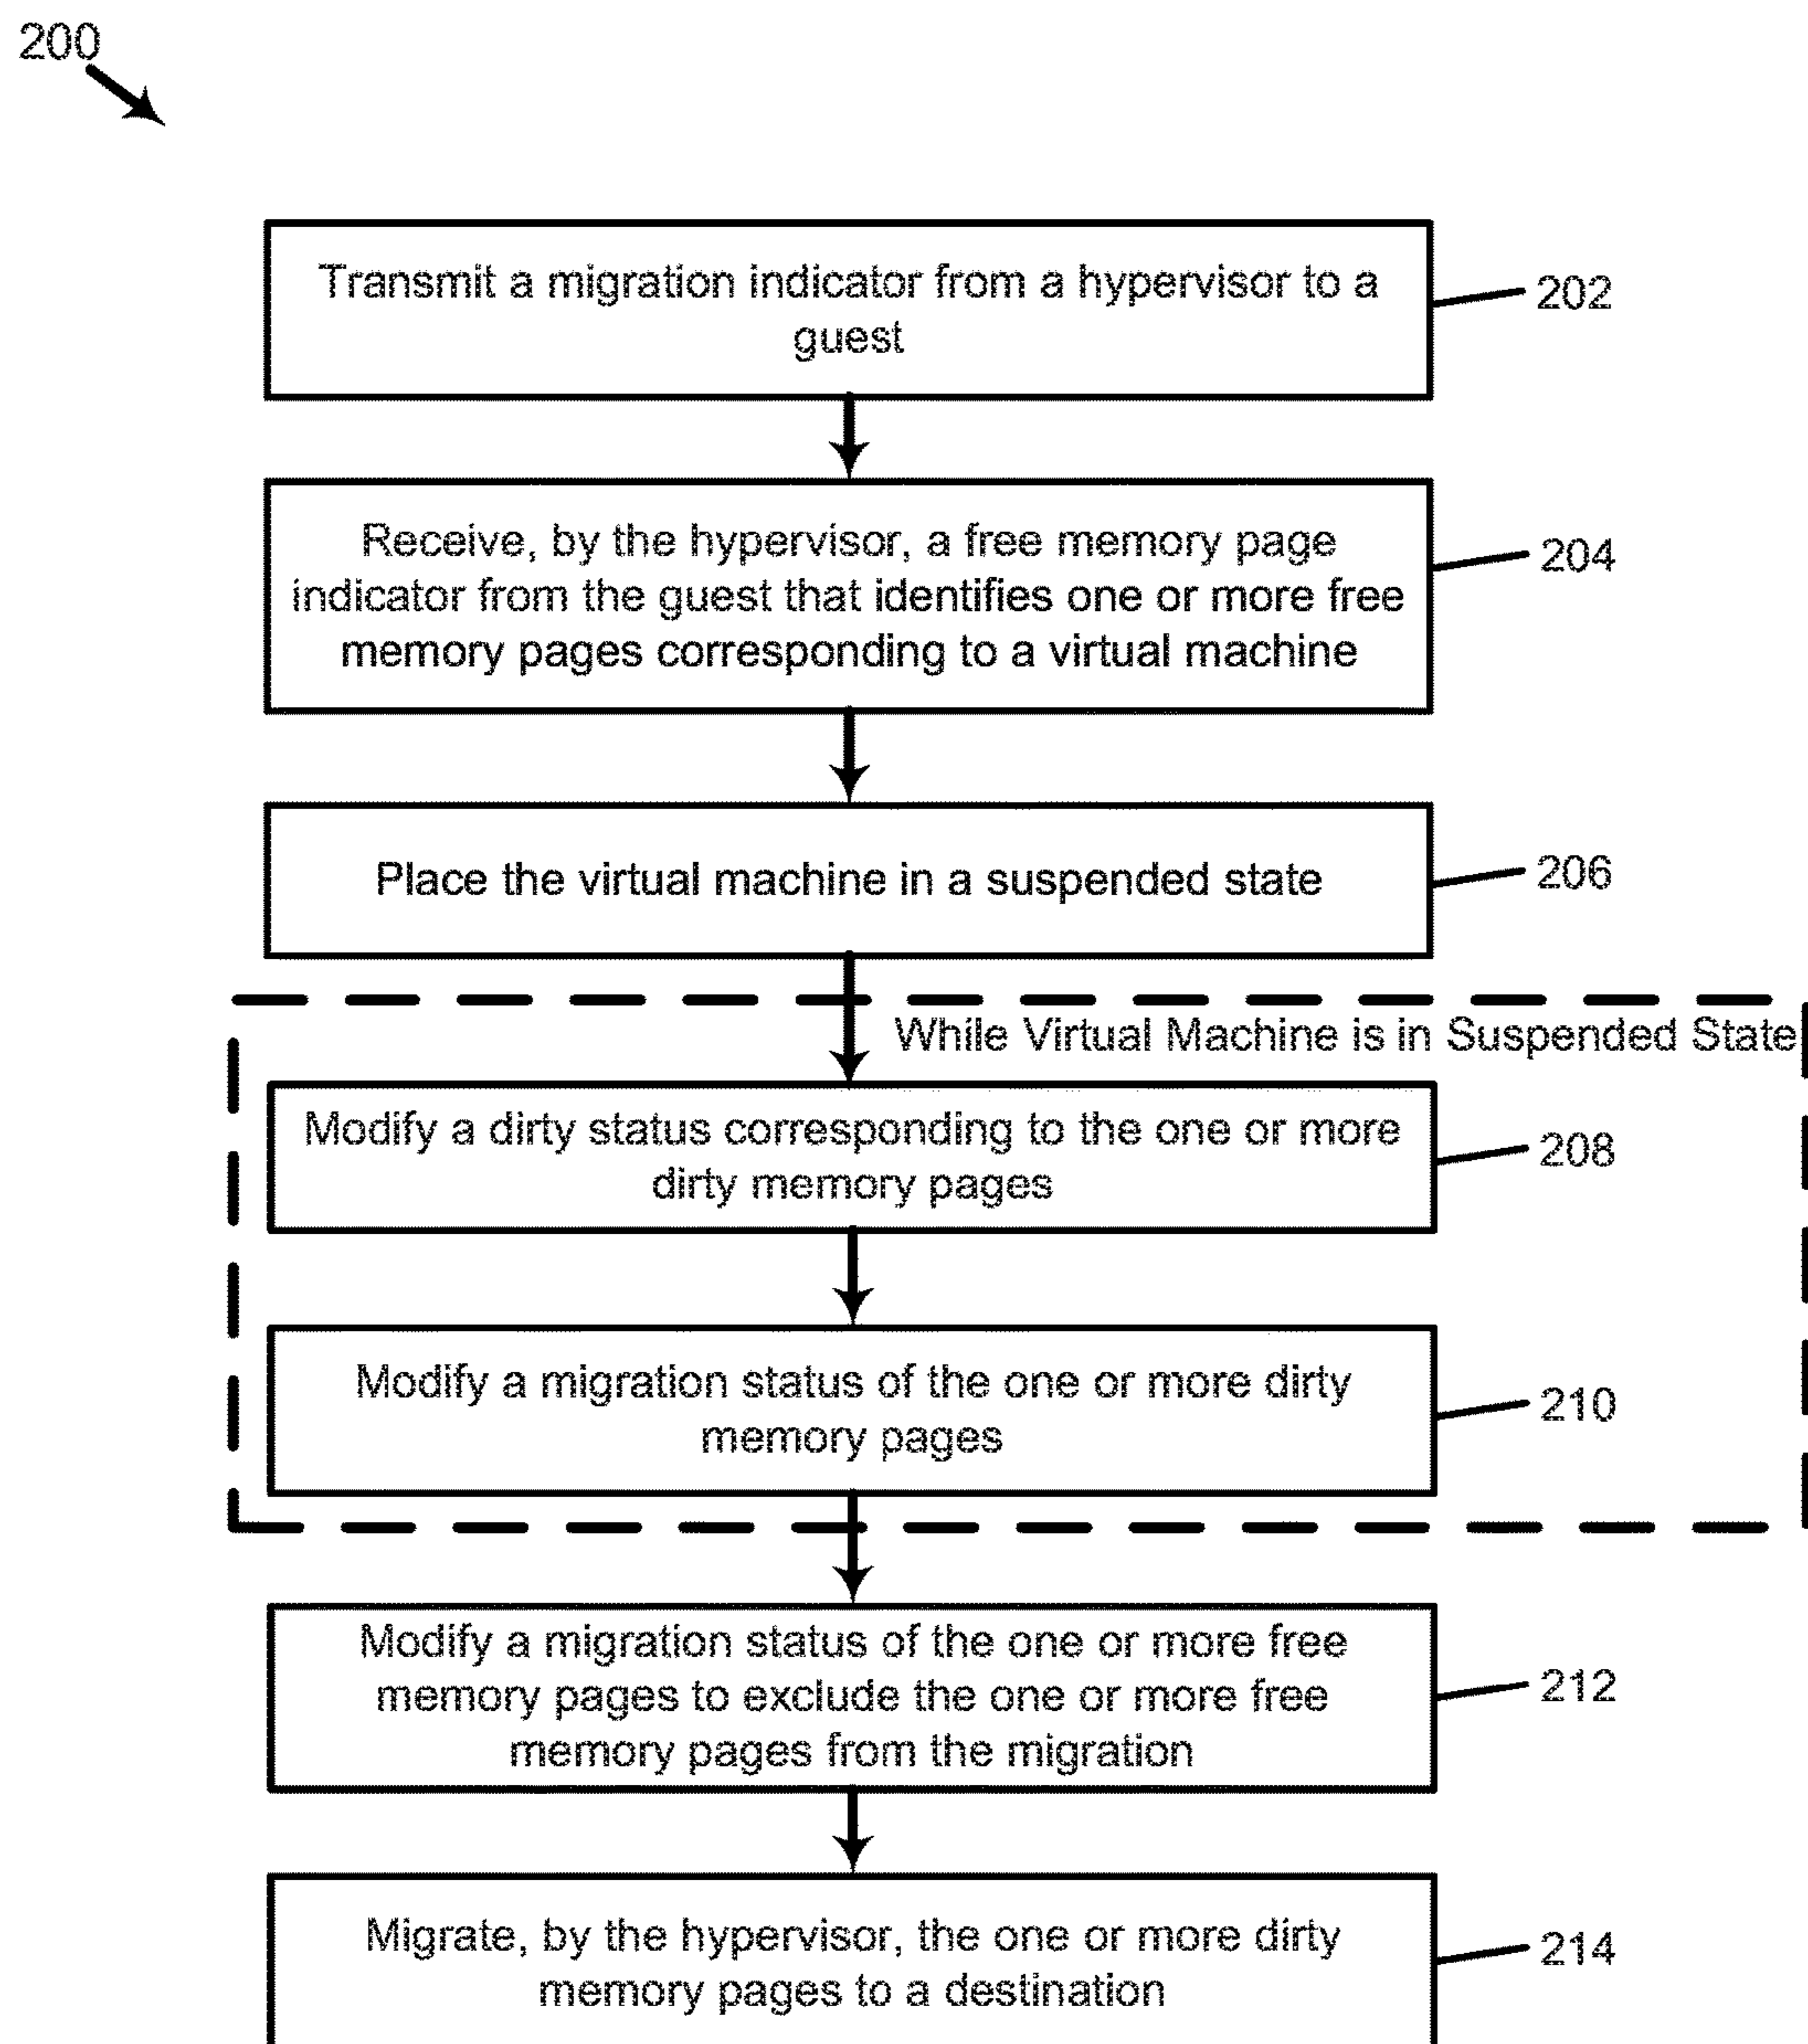 200
Transmit a migration indicator from a hypervisor to a
guest
202
Receive, by the hypervisor, a free memory page
indicator from the guest that identifies one or more free
memory pages corresponding to a virtual machine
204
Place the virtual machine in a suspended state
206
While Virtual Machine is in Suspended State
Modify a dirty status corresponding to the one or more
dirty memory pages
208
Modify a migration status of the one or more dirty
memory pages
210
Modify a migration status of the one or more free
memory pages to exclude the one or more free
memory pages from the migration
212
Migrate, by the hypervisor, the one or more dirty
memory pages to a destination
214